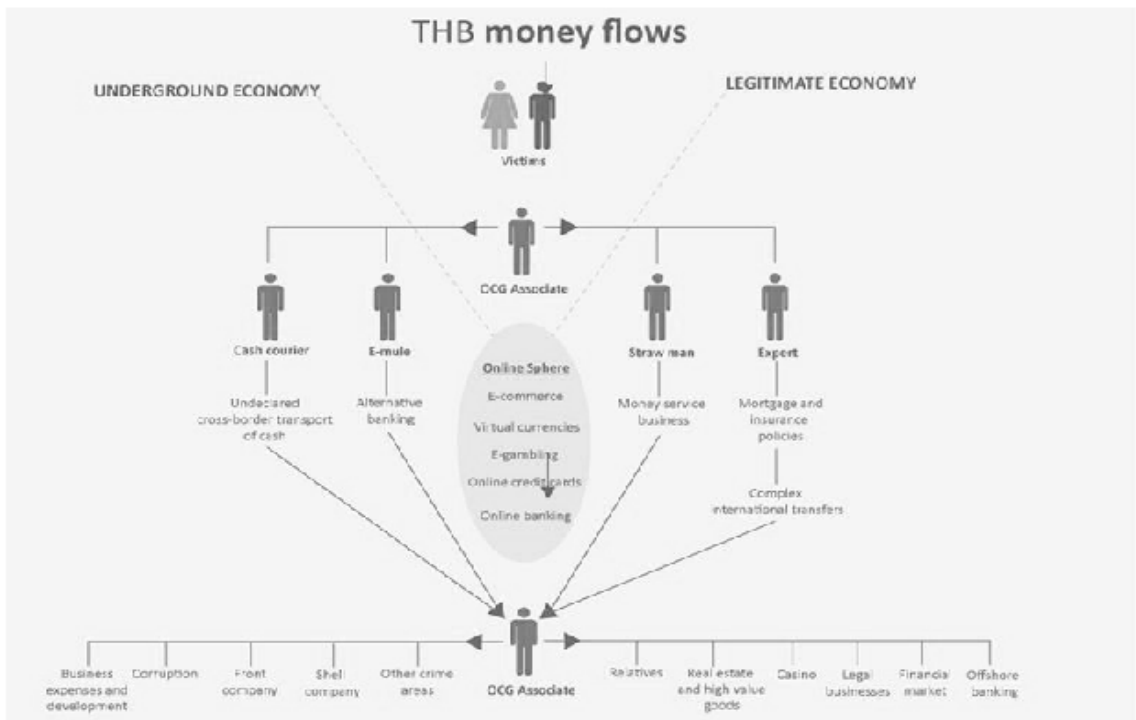 THB money flows
UNDERGROUND ECONOMY
LEGITIMATE ECONOMY
Victims
OCG Associate
Cash courier
E-mule
Straw man
Expert
Undeclared
cross-border transport
of cash
Alternative
banking
Online Sphere
E-commerce
Virtual currencies
E-gambling
Online credit cards
Online banking
Money service
business
Mortgage and
insurance
policies
Complex
international transfers
Business
expenses and
development
Corruption
Front
company
Shell
company
Other crime
areas
OCG Associate
Relatives
Real estate
and high value
goods
Casino
Legal
businesses
Financial
market
Offshore
banking